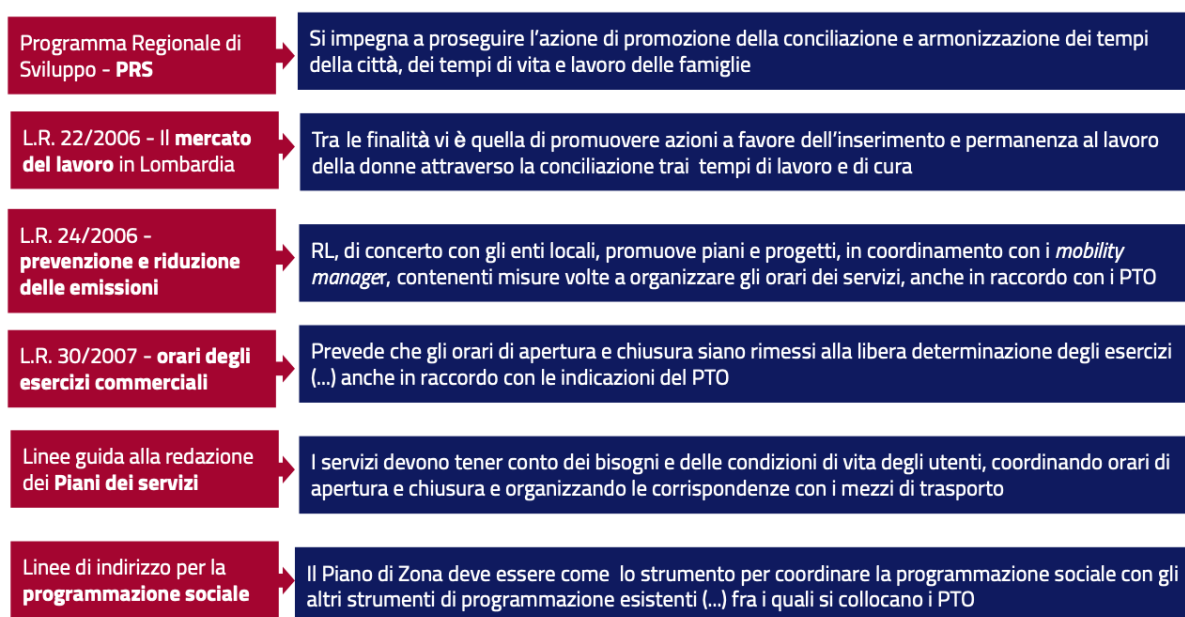 Programma Regionale di
Sviluppo - PRS
Si impegna a proseguire l'azione di promozione della conciliazione e armonizzazione dei tempi
della città, dei tempi di vita e lavoro delle famiglie
L.R. 22/2006 - Il mercato
del lavoro in Lombardia
Tra le finalità vi è quella di promuovere azioni a favore dell'inserimento e permanenza al lavoro
della donne attraverso la conciliazione trai tempi di lavoro e di cura
L.R. 24/2006 -
prevenzione e riduzione
delle emissioni
RL, di concerto con gli enti locali, promuove piani e progetti, in coordinamento con i mobility
manager, contenenti misure volte a organizzare gli orari dei servizi, anche in raccordo con i PTO
L.R. 30/2007 - orari degli
esercizi commerciali
Prevede che gli orari di apertura e chiusura siano rimessi alla libera determinazione degli esercizi
(...) anche in raccordo con le indicazioni del PTO
Linee guida alla redazione
dei Piani dei servizi
I servizi devono tener conto dei bisogni e delle condizioni di vita degli utenti, coordinando orari di
apertura e chiusura e organizzando le corrispondenze con i mezzi di trasporto
Linee di indirizzo per la
programmazione sociale
Il Piano di Zona deve essere come lo strumento per coordinare la programmazione sociale con gli
altri strumenti di programmazione esistenti (...) fra i quali si collocano i PTO